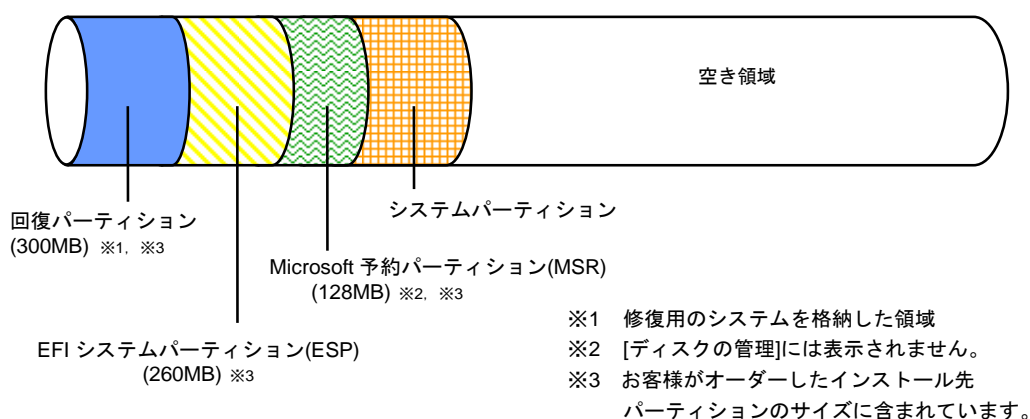 空き領域
システムパーティション
回復パーティション
(300MB) ※1, ※3
Microsoft 予約パーティション(MSR)
(128MB) ※2, ※3
EFI システムパーティション(ESP)
(260MB) ※3
※1 修復用のシステムを格納した領域
※2 [ディスクの管理]には表示されません。
※3 お客様がオーダーしたインストール先
パーティションのサイズに含まれています。